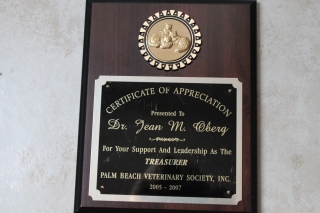 CERTIFICATE OF APPRECIATION
Presented To
Dr. Jean M. Oberg
For Your Support And Leadership As The
TREASURER
PALM BEACH VETERINARY SOCIETY, INC.
2005 - 2007